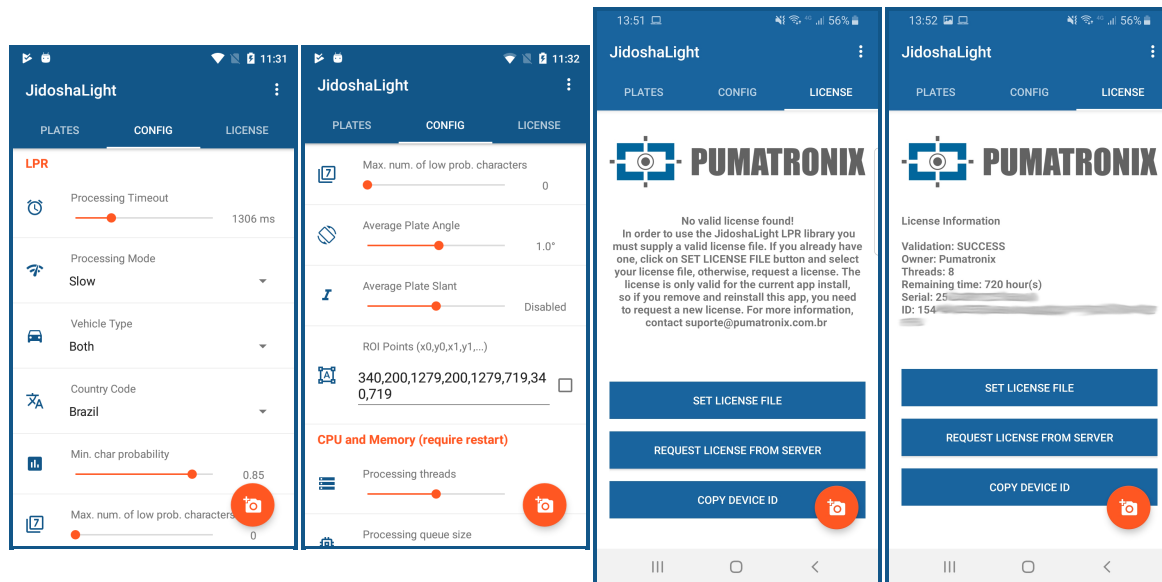 11:31
JidoshaLight
PLATES CONFIG LICENSE
LPR
Processing Timeout
1306 ms
Processing Mode
Slow
Vehicle Type
Both
Country Code
Brazil
Min. char probability
0.85
Max. num. of low prob. characters
0
11:32
JidoshaLight
PLATES CONFIG LICENSE
Max. num. of low prob. characters
0
Average Plate Angle
1.0°
Average Plate Slant
Disabled
ROI Points (x0,y0,x1,y1,...)
340,200,1279,200,1279,719,34
0,719
CPU and Memory (require restart)
Processing threads
Processing queue size
13:51 56%
JidoshaLight
PLATES CONFIG LICENSE
PUMATRONIX
No valid license found!
In order to use the JidoshaLight LPR library you
must supply a valid license file. If you already have
one, click on SET LICENSE FILE button and select
your license file, otherwise, request a license. The
license is only valid for the current app install,
so if you remove and reinstall this app, you need
to request a new license. For more information,
contact suporte@pumatronix.com.br
SET LICENSE FILE
REQUEST LICENSE FROM SERVER
COPY DEVICE ID
13:52 56%
JidoshaLight
PLATES CONFIG LICENSE
PUMATRONIX
License Information
Validation: SUCCESS
Owner: Pumatronix
Threads: 8
Remaining time: 720 hour(s)
Serial: 25
ID: 154
SET LICENSE FILE
REQUEST LICENSE FROM SERVER
COPY DEVICE ID